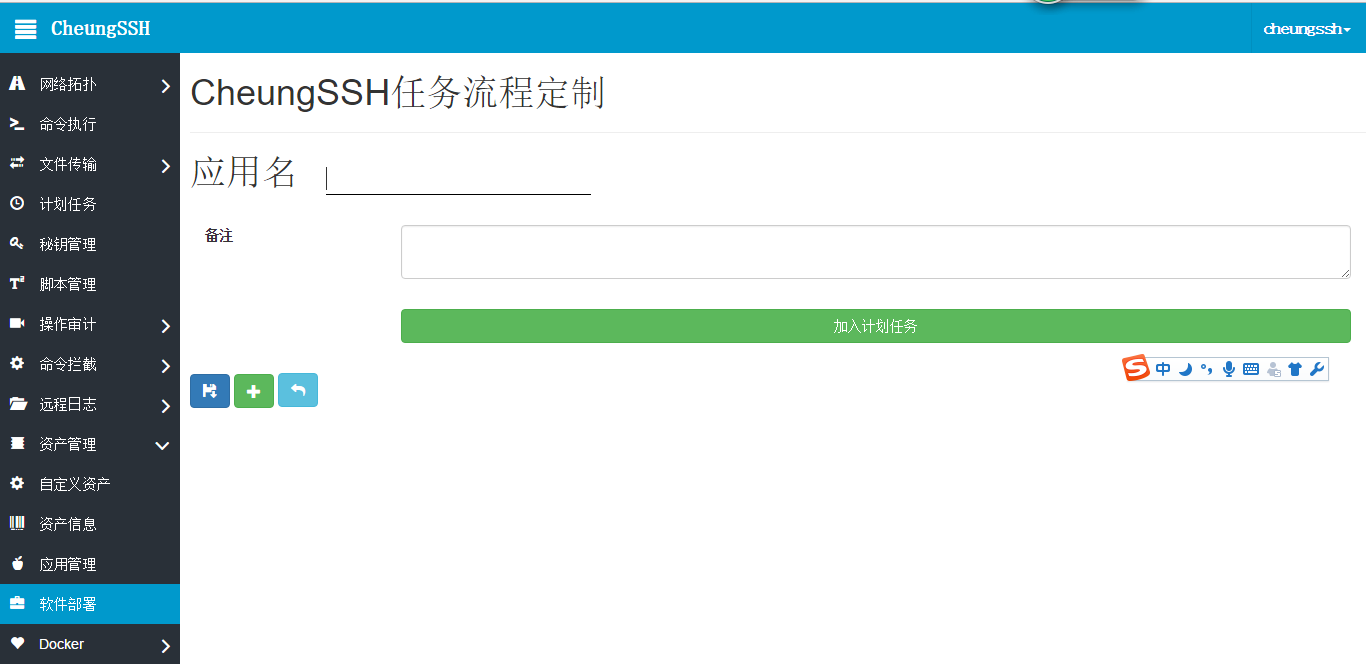 CheungSSH
cheungssh
网络拓扑
命令执行
文件传输
计划任务
秘钥管理
脚本管理
操作审计
命令拦截
远程日志
资产管理
自定义资产
资产信息
应用管理
软件部署
Docker
CheungSSH任务流程定制
应用名
备注
加入计划任务
中